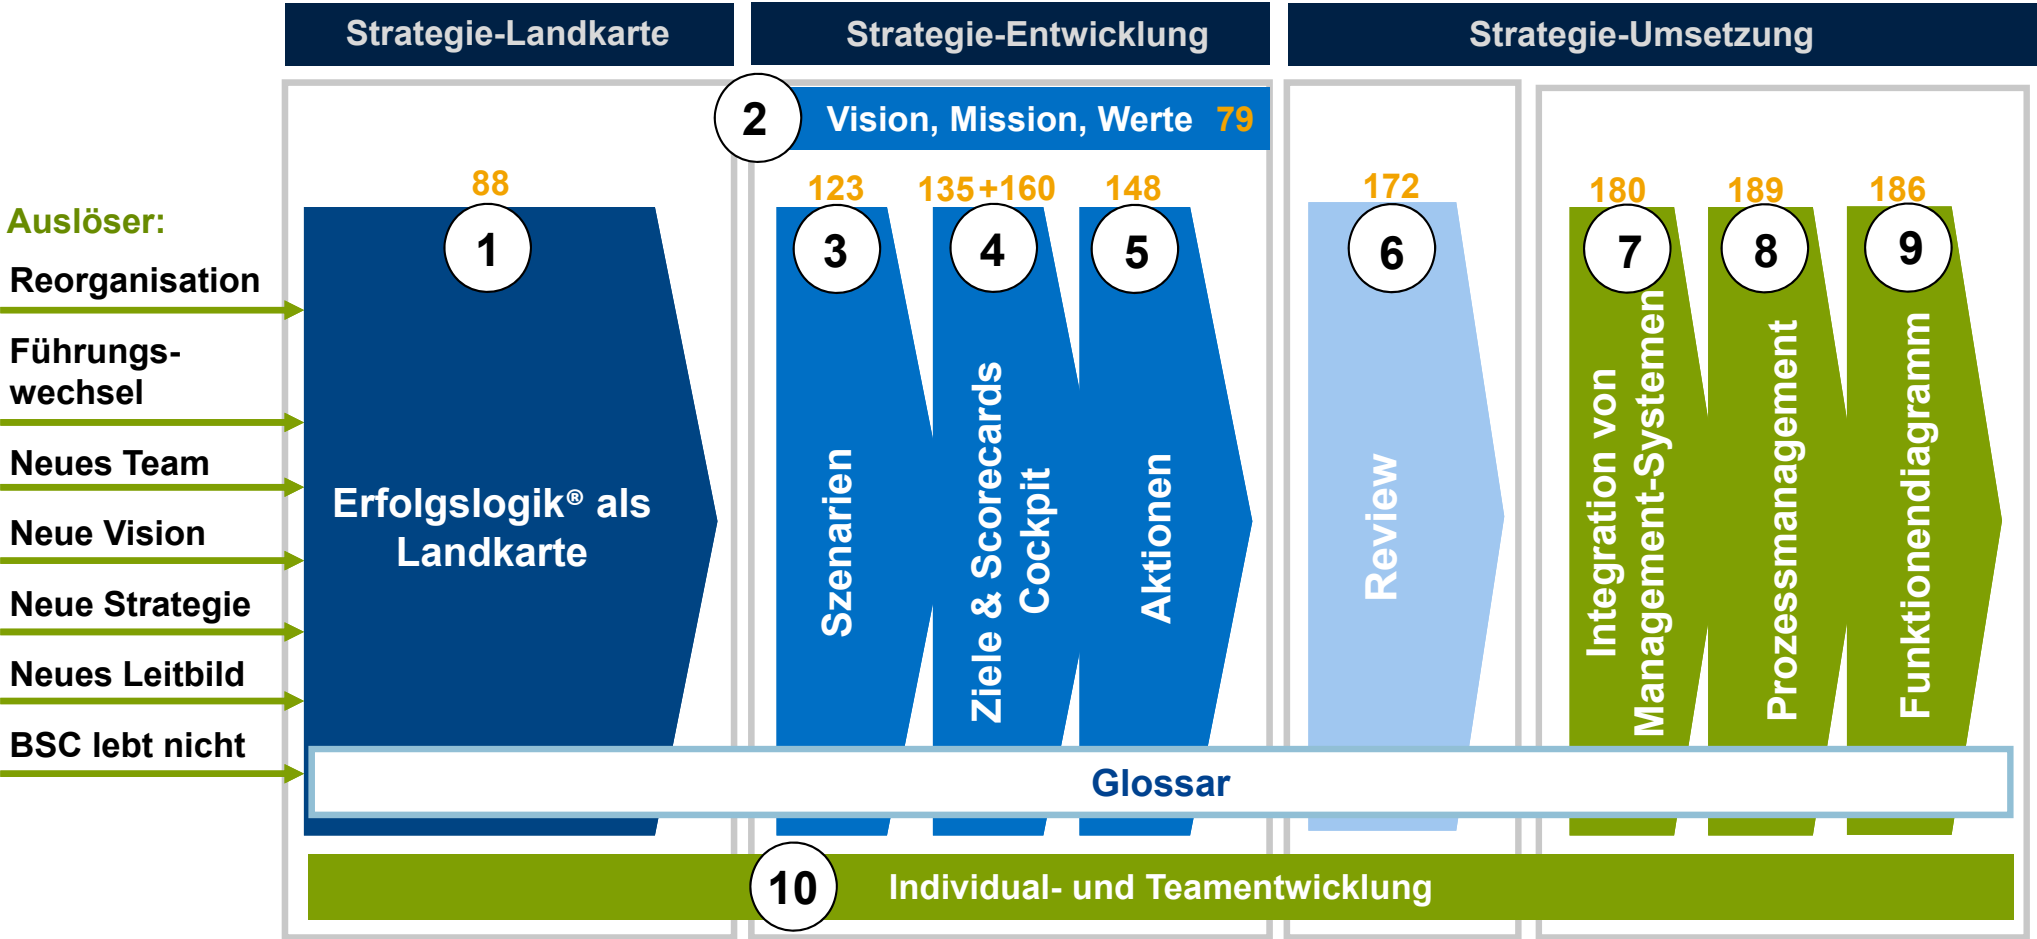 Strategie-Landkarte
Strategie-Entwicklung
Strategie-Umsetzung
2
Vision, Mission, Werte 79
Auslöser:
Reorganisation
Führungs-
wechsel
Neues Team
Neue Vision
Neue Strategie
Neues Leitbild
BSC lebt nicht
88
1
Erfolgslogik® als
Landkarte
123
3
Szenarien
135+160
4
Ziele & Scorecards
Cockpit
148
5
Aktionen
172
6
Review
180
7
Integration von
Management-Systemen
189
8
Prozessmanagement
186
9
Funktionendiagramm
Glossar
10
Individual- und Teamentwicklung